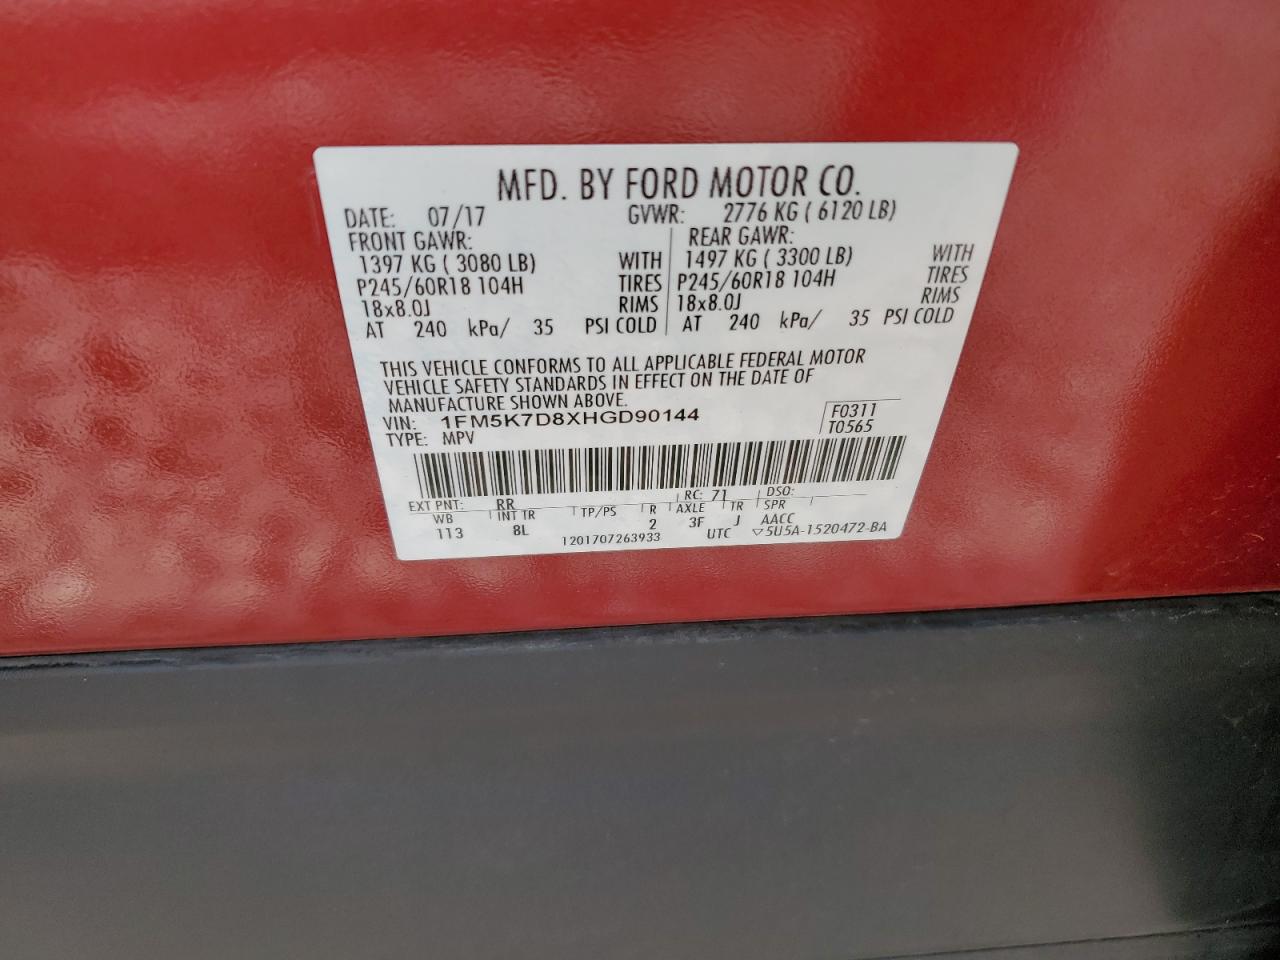 MFD. BY FORD MOTOR CO.
DATE: 07/17 GVWR: 2776 KG ( 6120 LB)
FRONT GAWR: REAR GAWR:
1397 KG ( 3080 LB) WITH 1497 KG ( 3300 LB) WITH
P245/60R18 104H TIRES P245/60R18 104H TIRES
18x8.0J RIMS 18x8.0J RIMS
AT 240 kPa/ 35 PSI COLD AT 240 kPa/ 35 PSI COLD
THIS VEHICLE CONFORMS TO ALL APPLICABLE FEDERAL MOTOR
VEHICLE SAFETY STANDARDS IN EFFECT ON THE DATE OF
MANUFACTURE SHOWN ABOVE.
VIN: 1FM5K7D8XHGD90144 F0311
TYPE: MPV T0565
EXT PNT: RR RC: 71 DSO:
WB INT TR TP/PS R AXLE TR SPR
113 8L 2 3F J AACC
1201707263933 UTC ▽5U5A-1520472-BA